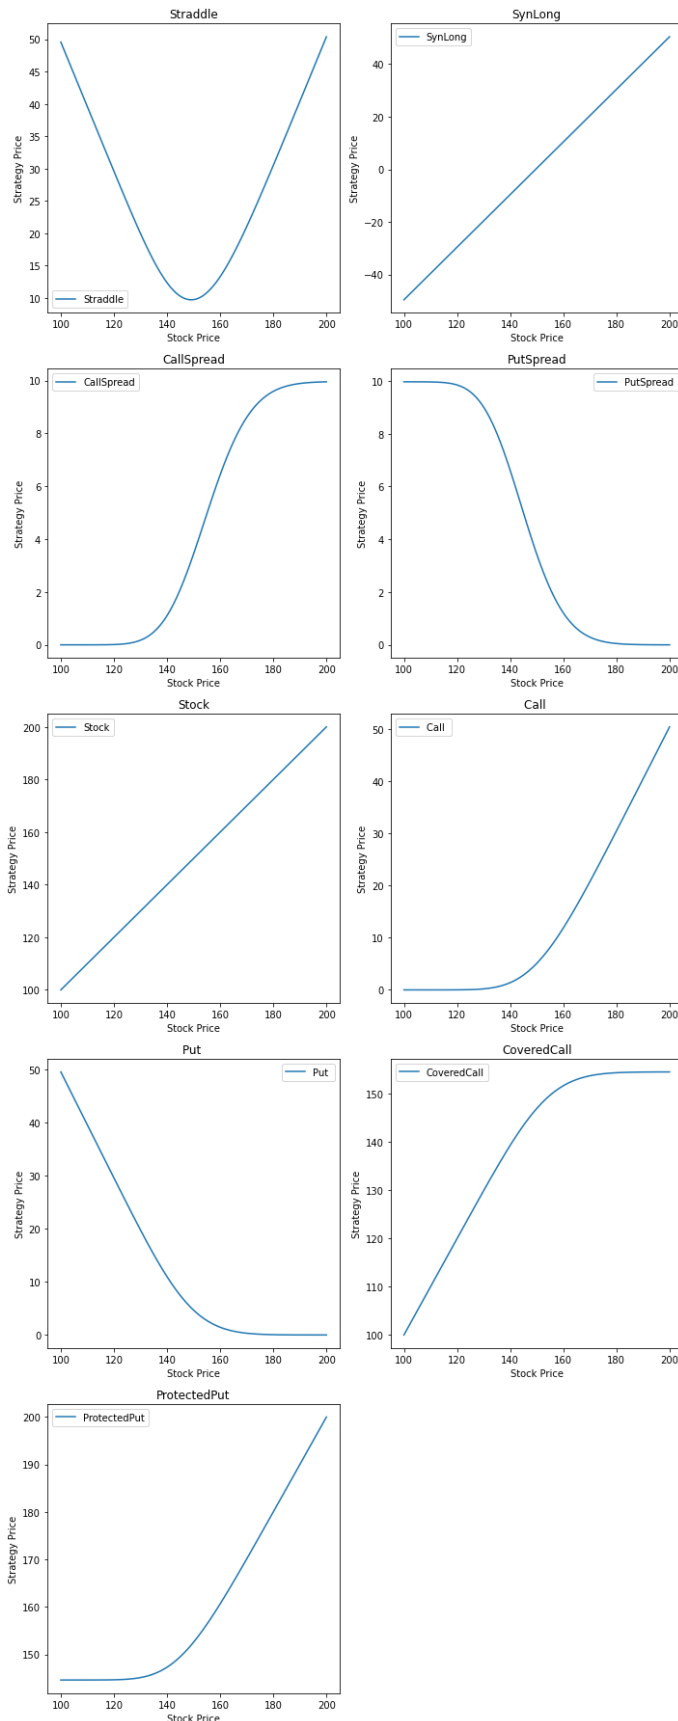 Straddle
50
45
40
35
30
25
20
15
10
Strategy Price
Straddle
100 120 140 160 180 200
Stock Price
SynLong
SynLong
40
20
0
−20
−40
Strategy Price
100 120 140 160 180 200
Stock Price
CallSpread
CallSpread
10
8
6
4
2
0
Strategy Price
100 120 140 160 180 200
Stock Price
PutSpread
PutSpread
10
8
6
4
2
0
Strategy Price
100 120 140 160 180 200
Stock Price
Stock
Stock
200
180
160
140
120
100
Strategy Price
100 120 140 160 180 200
Stock Price
Call
Call
50
40
30
20
10
0
Strategy Price
100 120 140 160 180 200
Stock Price
Put
Put
50
40
30
20
10
0
Strategy Price
100 120 140 160 180 200
Stock Price
CoveredCall
CoveredCall
150
140
130
120
110
100
Strategy Price
100 120 140 160 180 200
Stock Price
ProtectedPut
ProtectedPut
200
190
180
170
160
150
Strategy Price
100 120 140 160 180 200
Stock Price